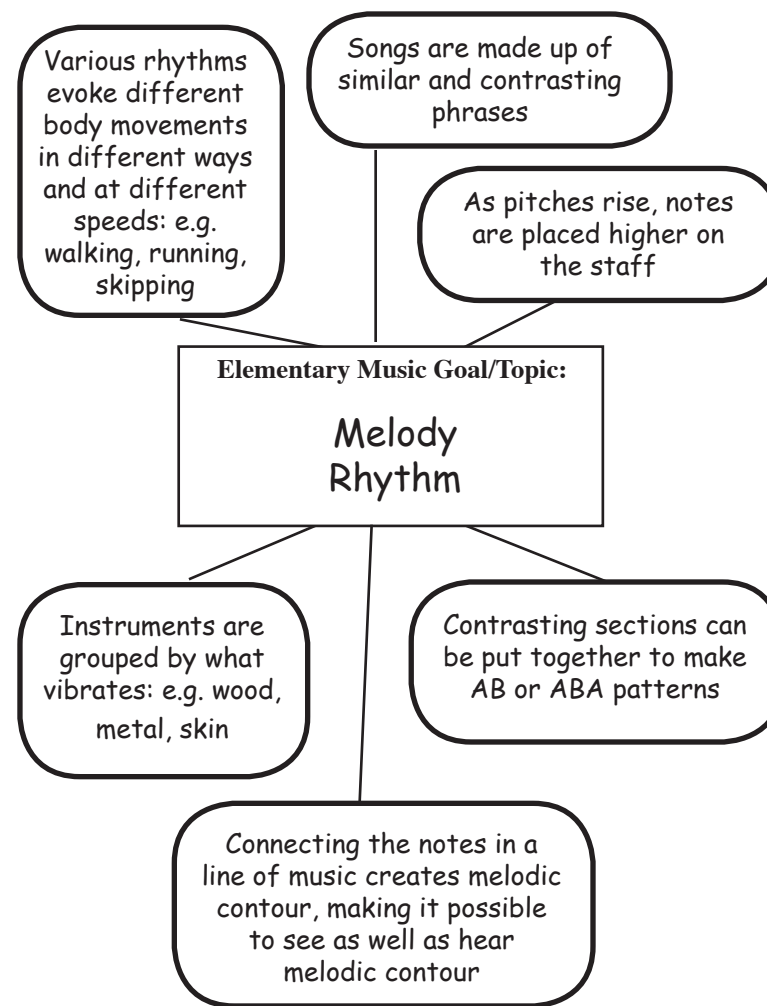 Various rhythms
evoke different
body movements
in different ways
and at different
speeds: e.g.
walking, running,
skipping
Songs are made up of
similar and contrasting
phrases
As pitches rise, notes
are placed higher on
the staff
Elementary Music Goal/Topic:
Melody
Rhythm
Instruments are
grouped by what
vibrates: e.g. wood,
metal, skin
Contrasting sections can
be put together to make
AB or ABA patterns
Connecting the notes in a
line of music creates melodic
contour, making it possible
to see as well as hear
melodic contour